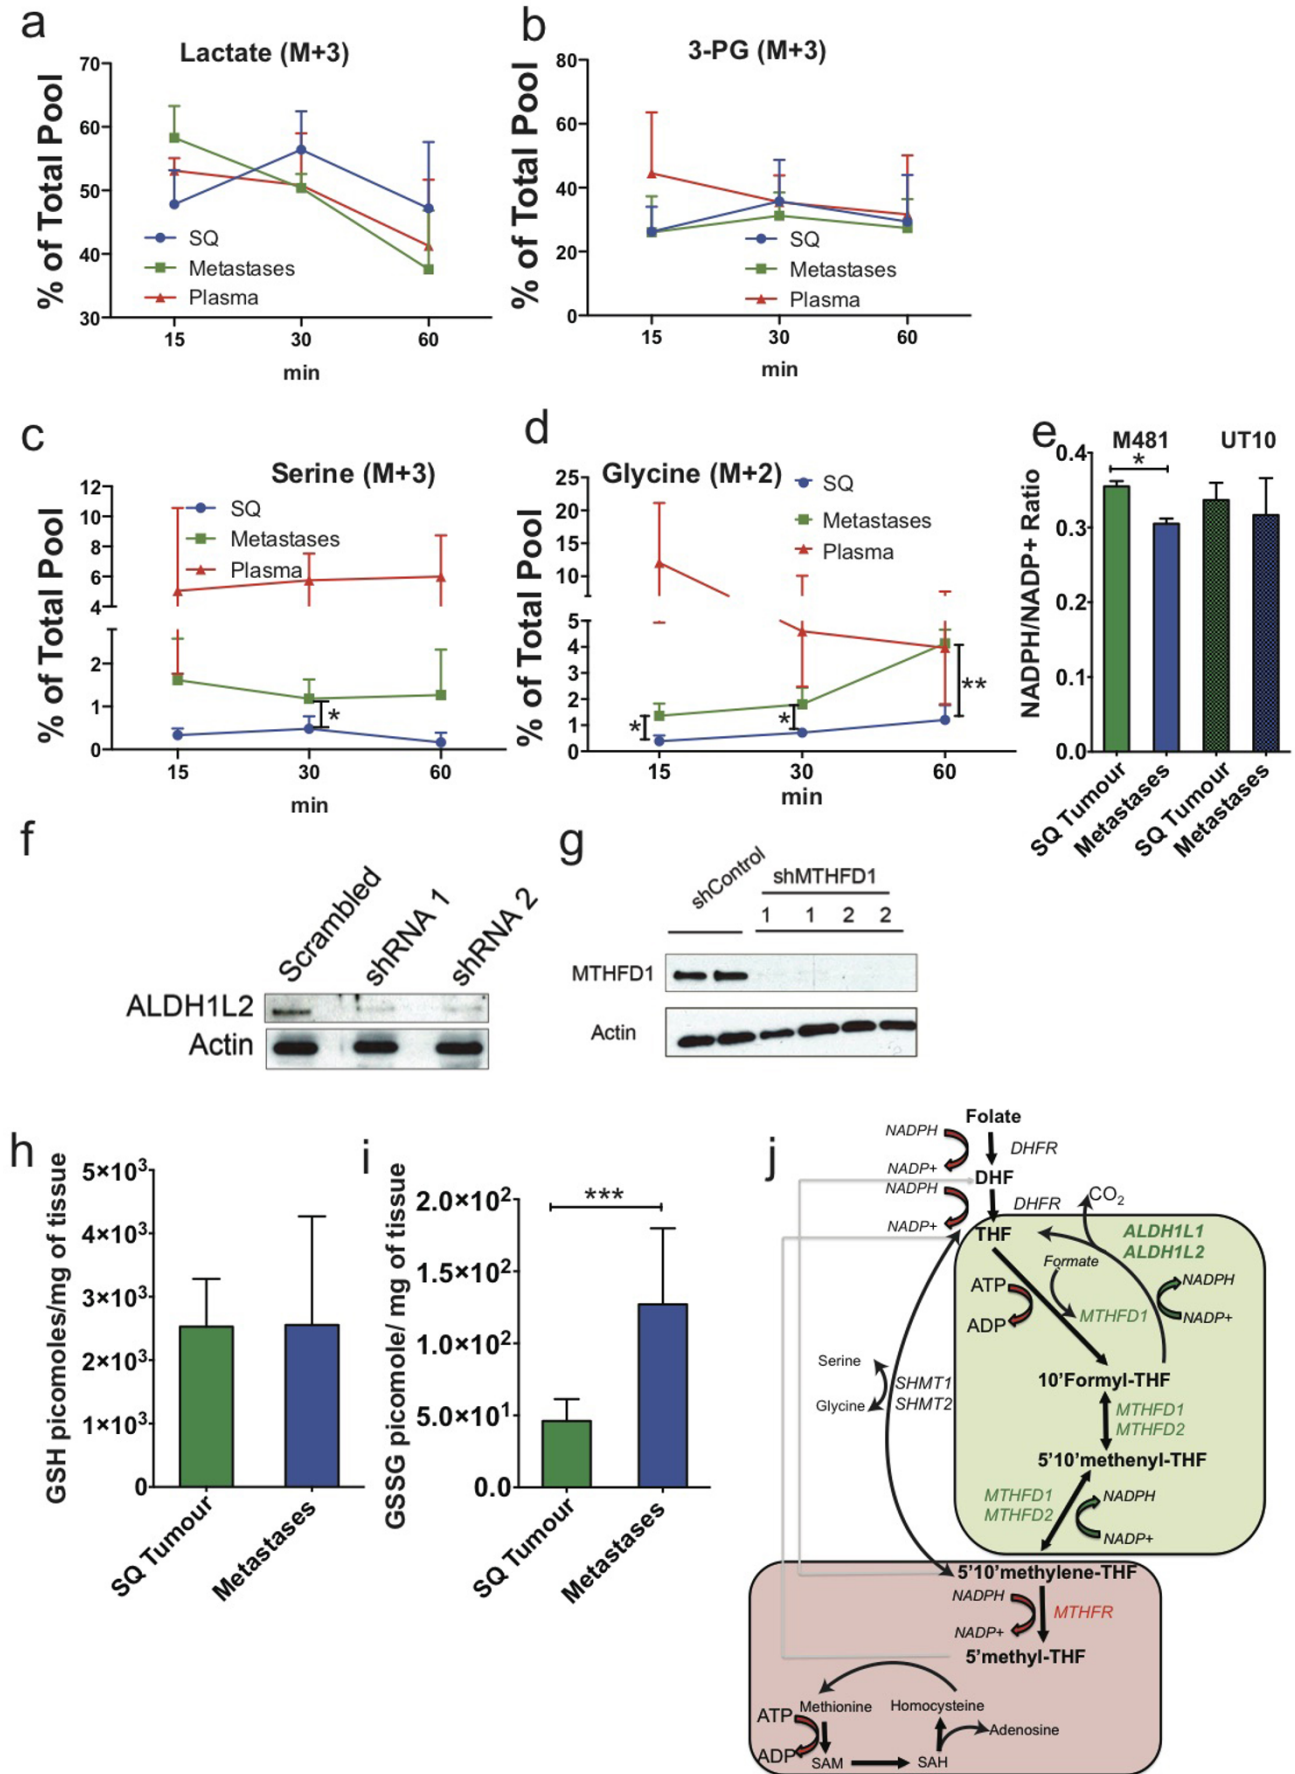 a
Lactate (M+3)
% of Total Pool
70
60
50
40
30
SQ
Metastases
Plasma
15 30 60
min
b
3-PG (M+3)
% of Total Pool
80
60
40
20
0
SQ
Metastases
Plasma
15 30 60
min
c
Serine (M+3)
% of Total Pool
12
10
8
6
4
2
1
0
SQ
Metastases
Plasma
*
15 30 60
min
d
Glycine (M+2)
% of Total Pool
25
20
15
10
5
4
3
2
1
0
SQ
Metastases
Plasma
* * **
15 30 60
min
e
M481 UT10
*
NADPH/NADP+ Ratio
0.4
0.3
0.2
0.1
0.0
SQ Tumour
Metastases
SQ Tumour
Metastases
f
Scrambled
shRNA 1
shRNA 2
ALDH1L2
Actin
g
shControl
shMTHFD1
1 1 2 2
MTHFD1
Actin
h
GSH picomoles/mg of tissue
5×10³
4×10³
3×10³
2×10³
1×10³
0
SQ Tumour
Metastases
i
GSSG picomole/ mg of tissue
2.0×10²
1.5×10²
1.0×10²
5.0×10¹
0.0
***
SQ Tumour
Metastases
j
Folate
NADPH
DHFR
NADP+
DHF
NADPH
DHFR
CO₂
NADP+
THF
ALDH1L1
ALDH1L2
Formate
ATP
NADPH
MTHFD1
NADP+
ADP
Serine
SHMT1
Glycine
SHMT2
10'Formyl-THF
MTHFD1
MTHFD2
5'10'methenyl-THF
MTHFD1
MTHFD2
NADPH
NADP+
5'10'methylene-THF
NADPH
MTHFR
NADP+
5'methyl-THF
Methionine
Homocysteine
ATP
Adenosine
ADP
SAM
SAH